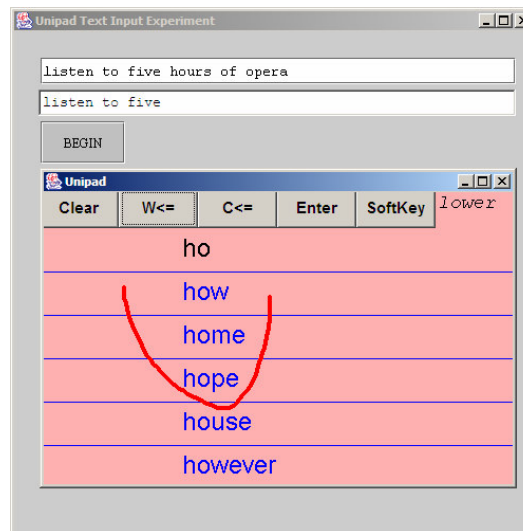 Unipad Text Input Experiment
listen to five hours of opera
listen to five
BEGIN
Unipad
Clear W<= C<= Enter SoftKey lower
ho
how
home
hope
house
however